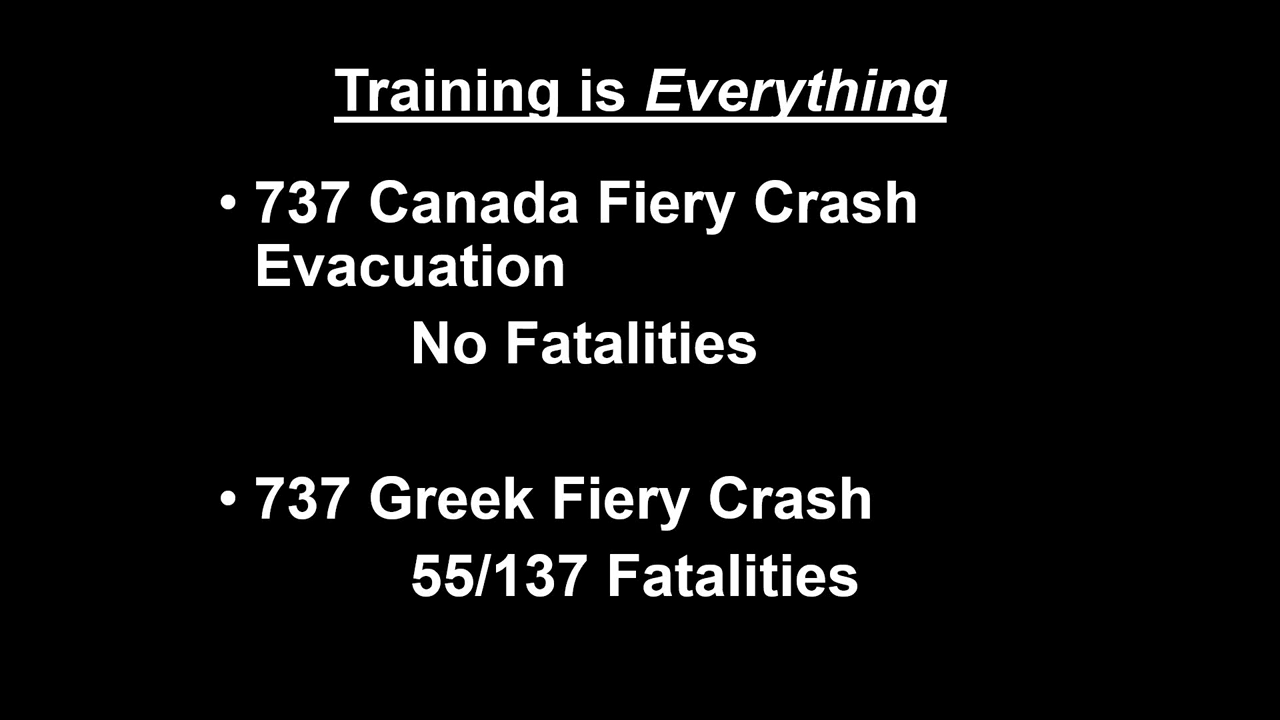 Training is Everything
• 737 Canada Fiery Crash
Evacuation
No Fatalities
• 737 Greek Fiery Crash
55/137 Fatalities